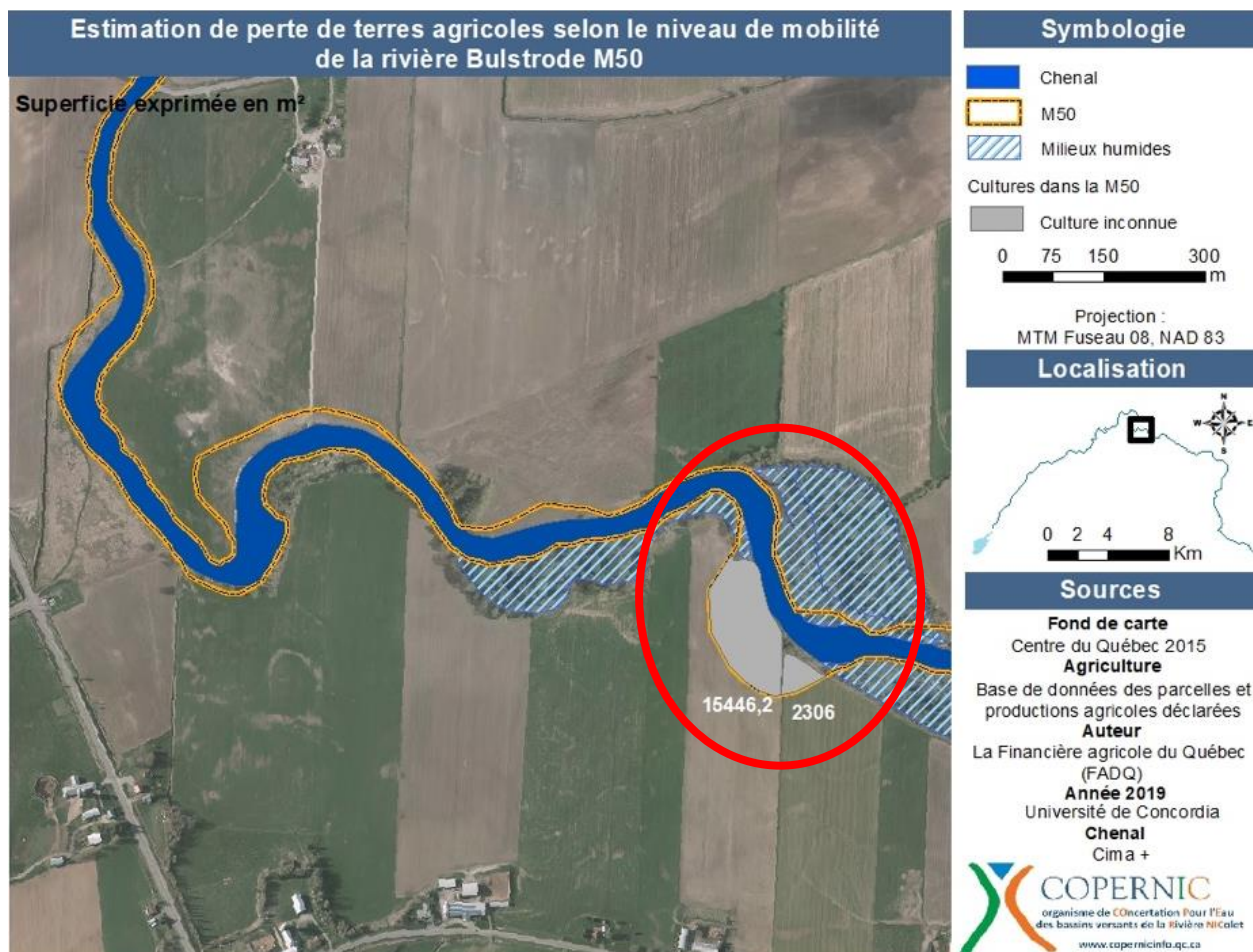 Estimation de perte de terres agricoles selon le niveau de mobilité
de la rivière Bulstrode M50
Superficie exprimée en m²
15446,2
2306
Symbologie
Chenal
M50
Milieux humides
Cultures dans la M50
Culture inconnue
0 75 150 300
m
Projection :
MTM Fuseau 08, NAD 83
Localisation
N
W E
S
0 2 4 8
Km
Sources
Fond de carte
Centre du Québec 2015
Agriculture
Base de données des parcelles et
productions agricoles déclarées
Auteur
La Financière agricole du Québec
(FADQ)
Année 2019
Université de Concordia
Chenal
Cima +
COPERNIC
organisme de COncertation Pour l'Eau
des bassins versants de la Rivière NIColet
www.copernicinfo.qc.ca